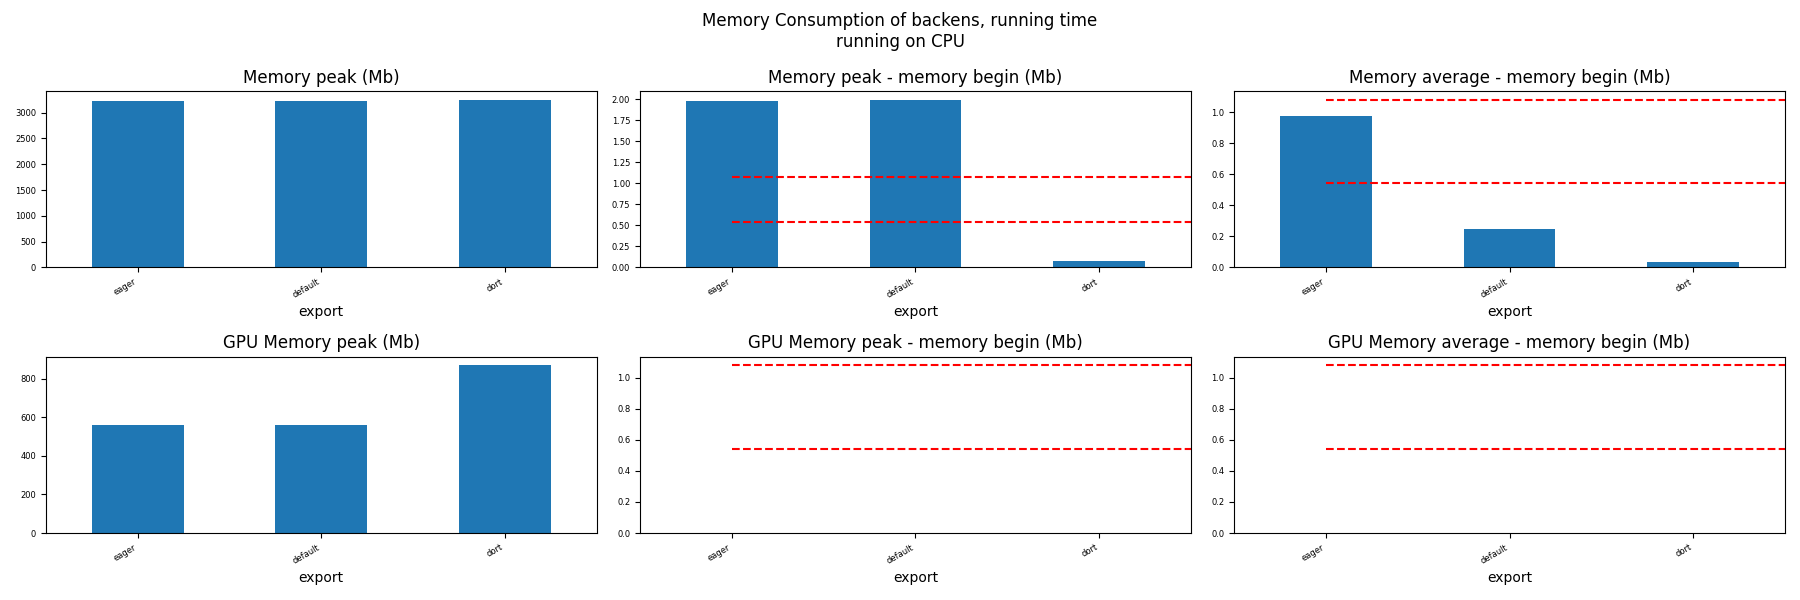 Memory Consumption of backens, running time
running on CPU
Memory peak (Mb)
3000
2500
2000
1500
1000
500
0
eager
default
dort
export
Memory peak - memory begin (Mb)
2.00
1.75
1.50
1.25
1.00
0.75
0.50
0.25
0.00
eager
default
dort
export
Memory average - memory begin (Mb)
1.0
0.8
0.6
0.4
0.2
0.0
eager
default
dort
export
GPU Memory peak (Mb)
800
600
400
200
0
eager
default
dort
export
GPU Memory peak - memory begin (Mb)
1.0
0.8
0.6
0.4
0.2
0.0
eager
default
dort
export
GPU Memory average - memory begin (Mb)
1.0
0.8
0.6
0.4
0.2
0.0
eager
default
dort
export